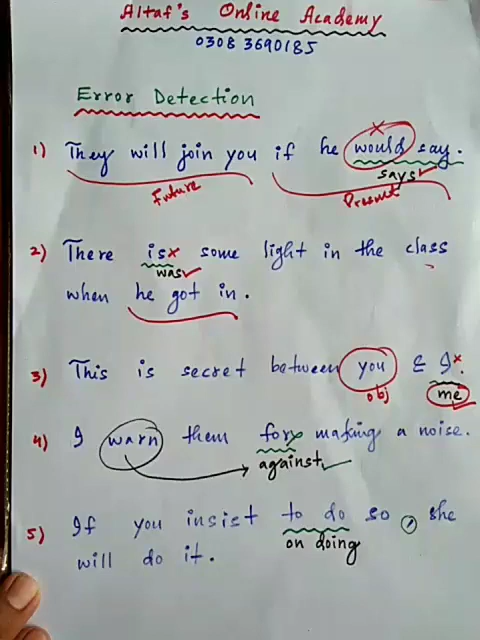 Altaf's Online Academy
0308 3690185
Error Detection
1) They will join you if he would say.
says
Future Present
2) There is some light in the class
was
when he got in.
3) This is secret between you & I.
obj me
4) I warn them for making a noise.
against
5) If you insist to do so, she
on doing
will do it.